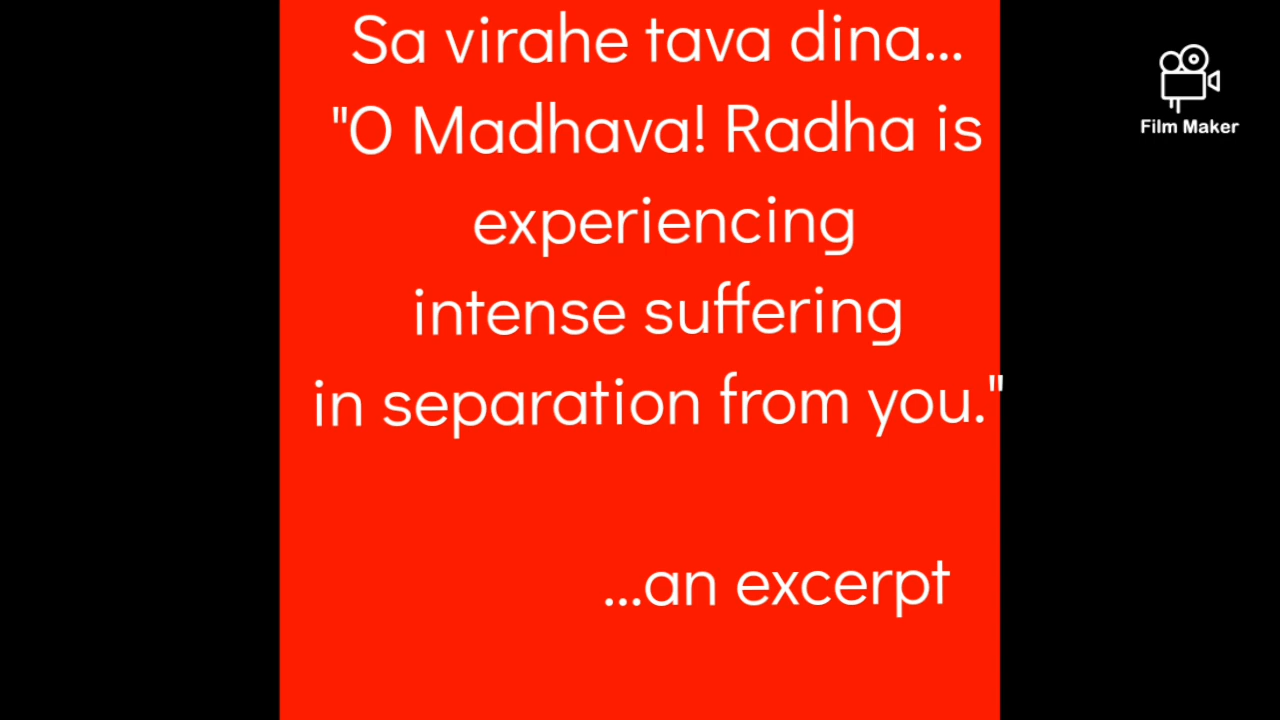 Sa virahe tava dina...
"O Madhava! Radha is
experiencing
intense suffering
in separation from you."
...an excerpt
Film Maker